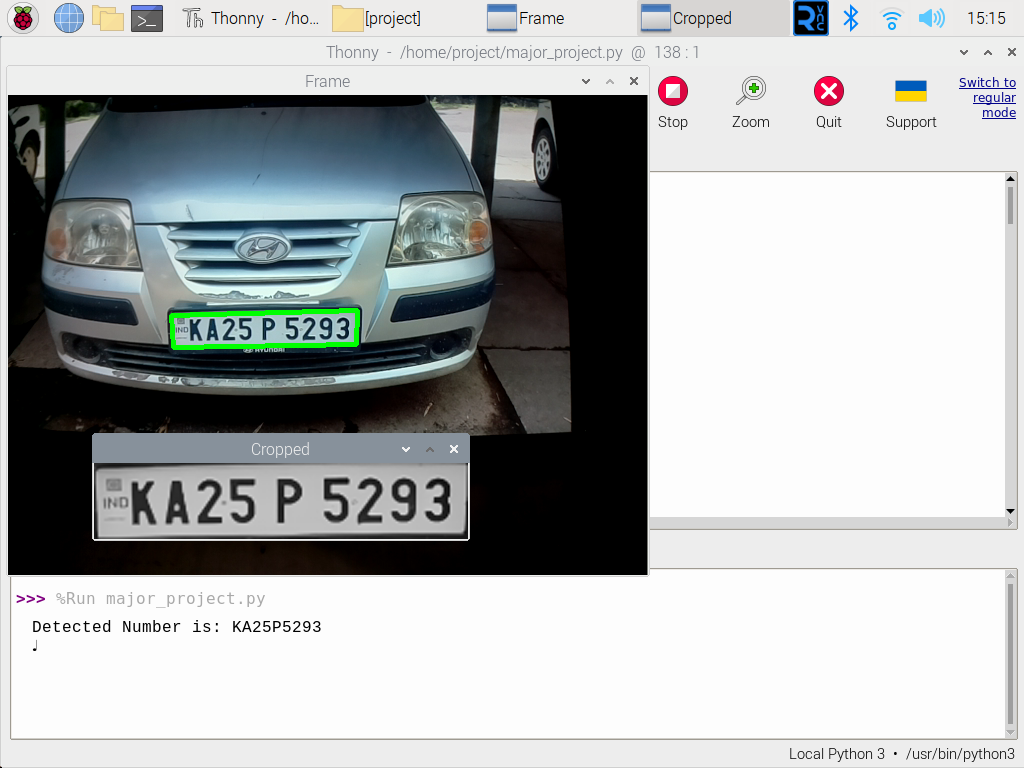 Thonny - /ho...
[project]
Frame
Cropped
VNC
15:15
Thonny - /home/project/major_project.py @ 138 : 1
Frame
Stop
Zoom
Quit
Support
Switch to
regular
mode
IND KA25 P 5293
HYUNDAI
Cropped
IND KA25 P 5293
>>> %Run major_project.py
Detected Number is: KA25P5293
Local Python 3 • /usr/bin/python3